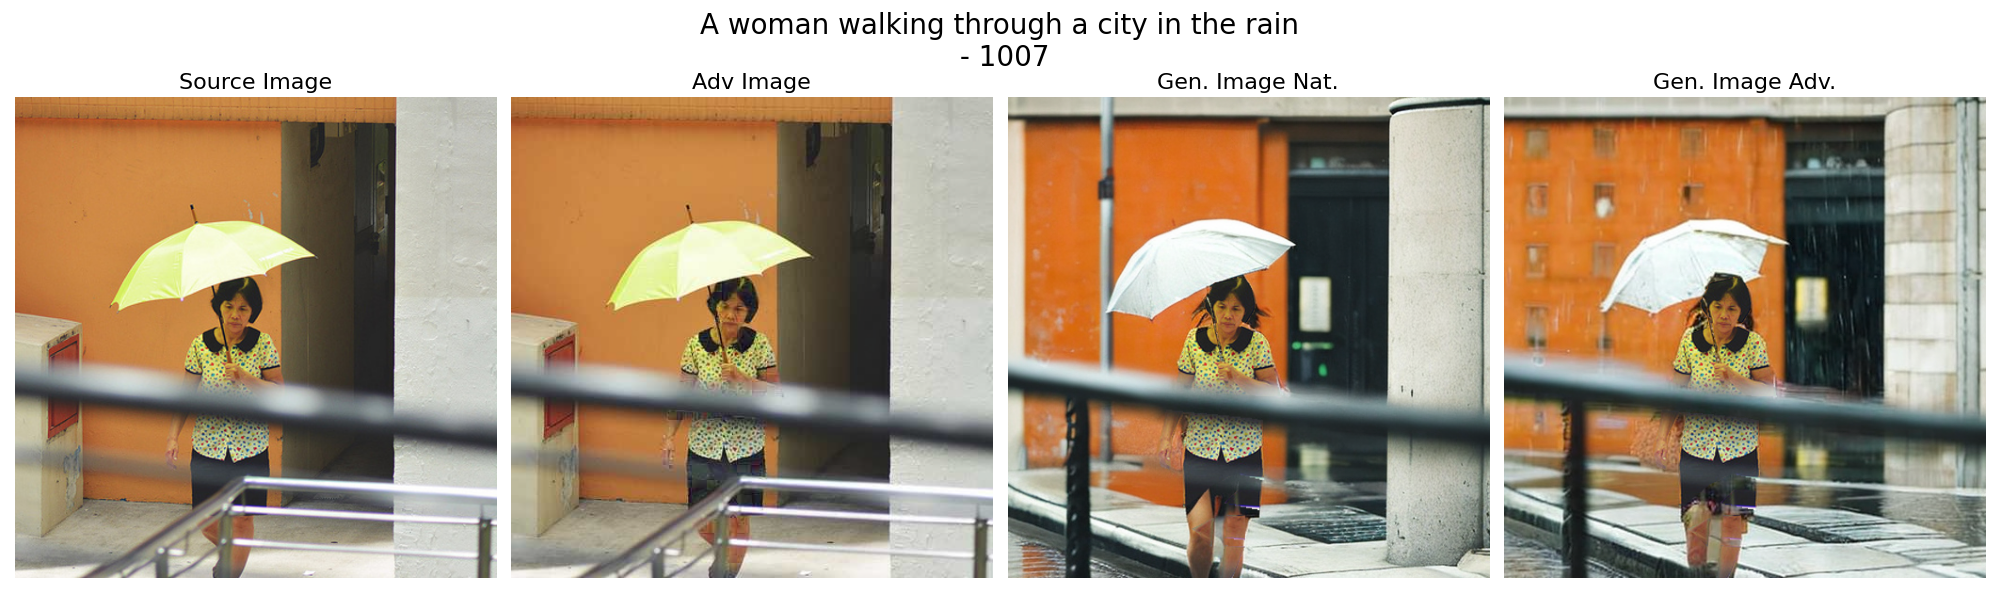 A woman walking through a city in the rain
- 1007
Source Image
Adv Image
Gen. Image Nat.
Gen. Image Adv.